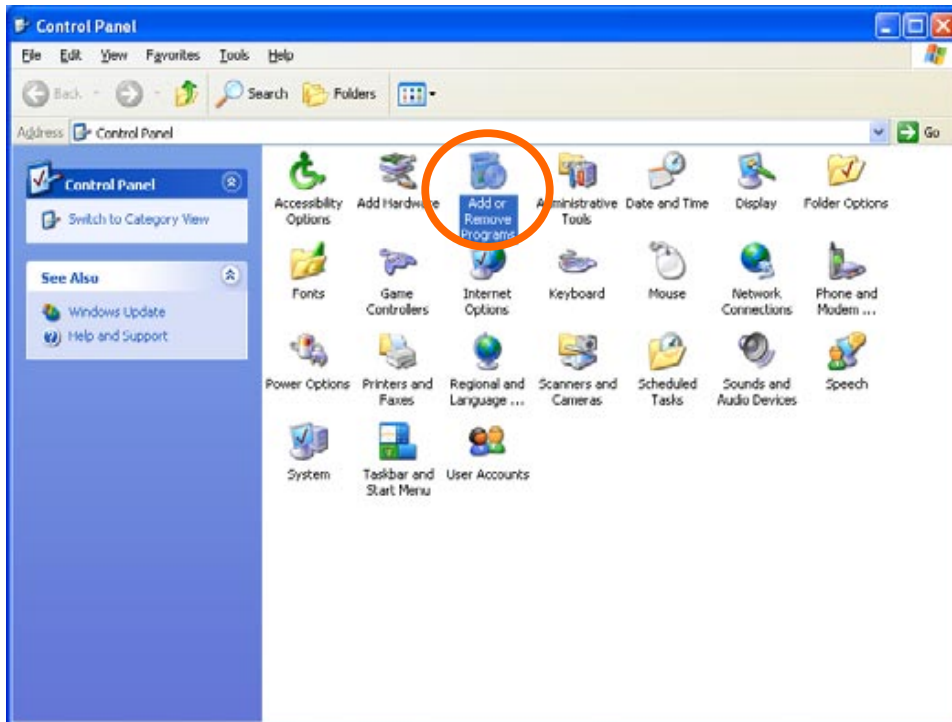 Control Panel
File Edit View Favorites Tools Help
Back Search Folders
Address Control Panel Go
Control Panel
Switch to Category View
See Also
Windows Update
Help and Support
Accessibility Options
Add Hardware
Add or Remove Programs
Administrative Tools
Date and Time
Display
Folder Options
Fonts
Game Controllers
Internet Options
Keyboard
Mouse
Network Connections
Phone and Modem ...
Power Options
Printers and Faxes
Regional and Language ...
Scanners and Cameras
Scheduled Tasks
Sounds and Audio Devices
Speech
System
Taskbar and Start Menu
User Accounts